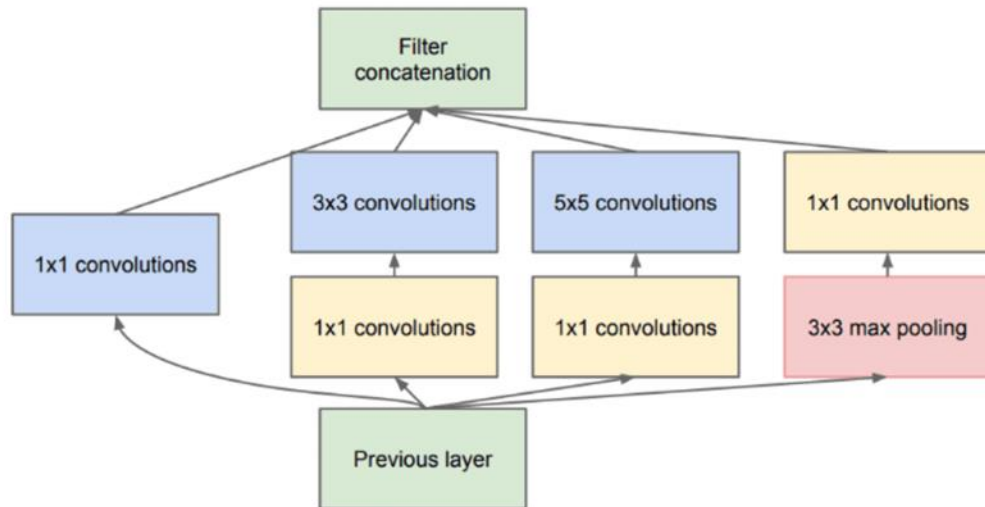 Filter
concatenation
3x3 convolutions
5x5 convolutions
1x1 convolutions
1x1 convolutions
1x1 convolutions
1x1 convolutions
3x3 max pooling
Previous layer